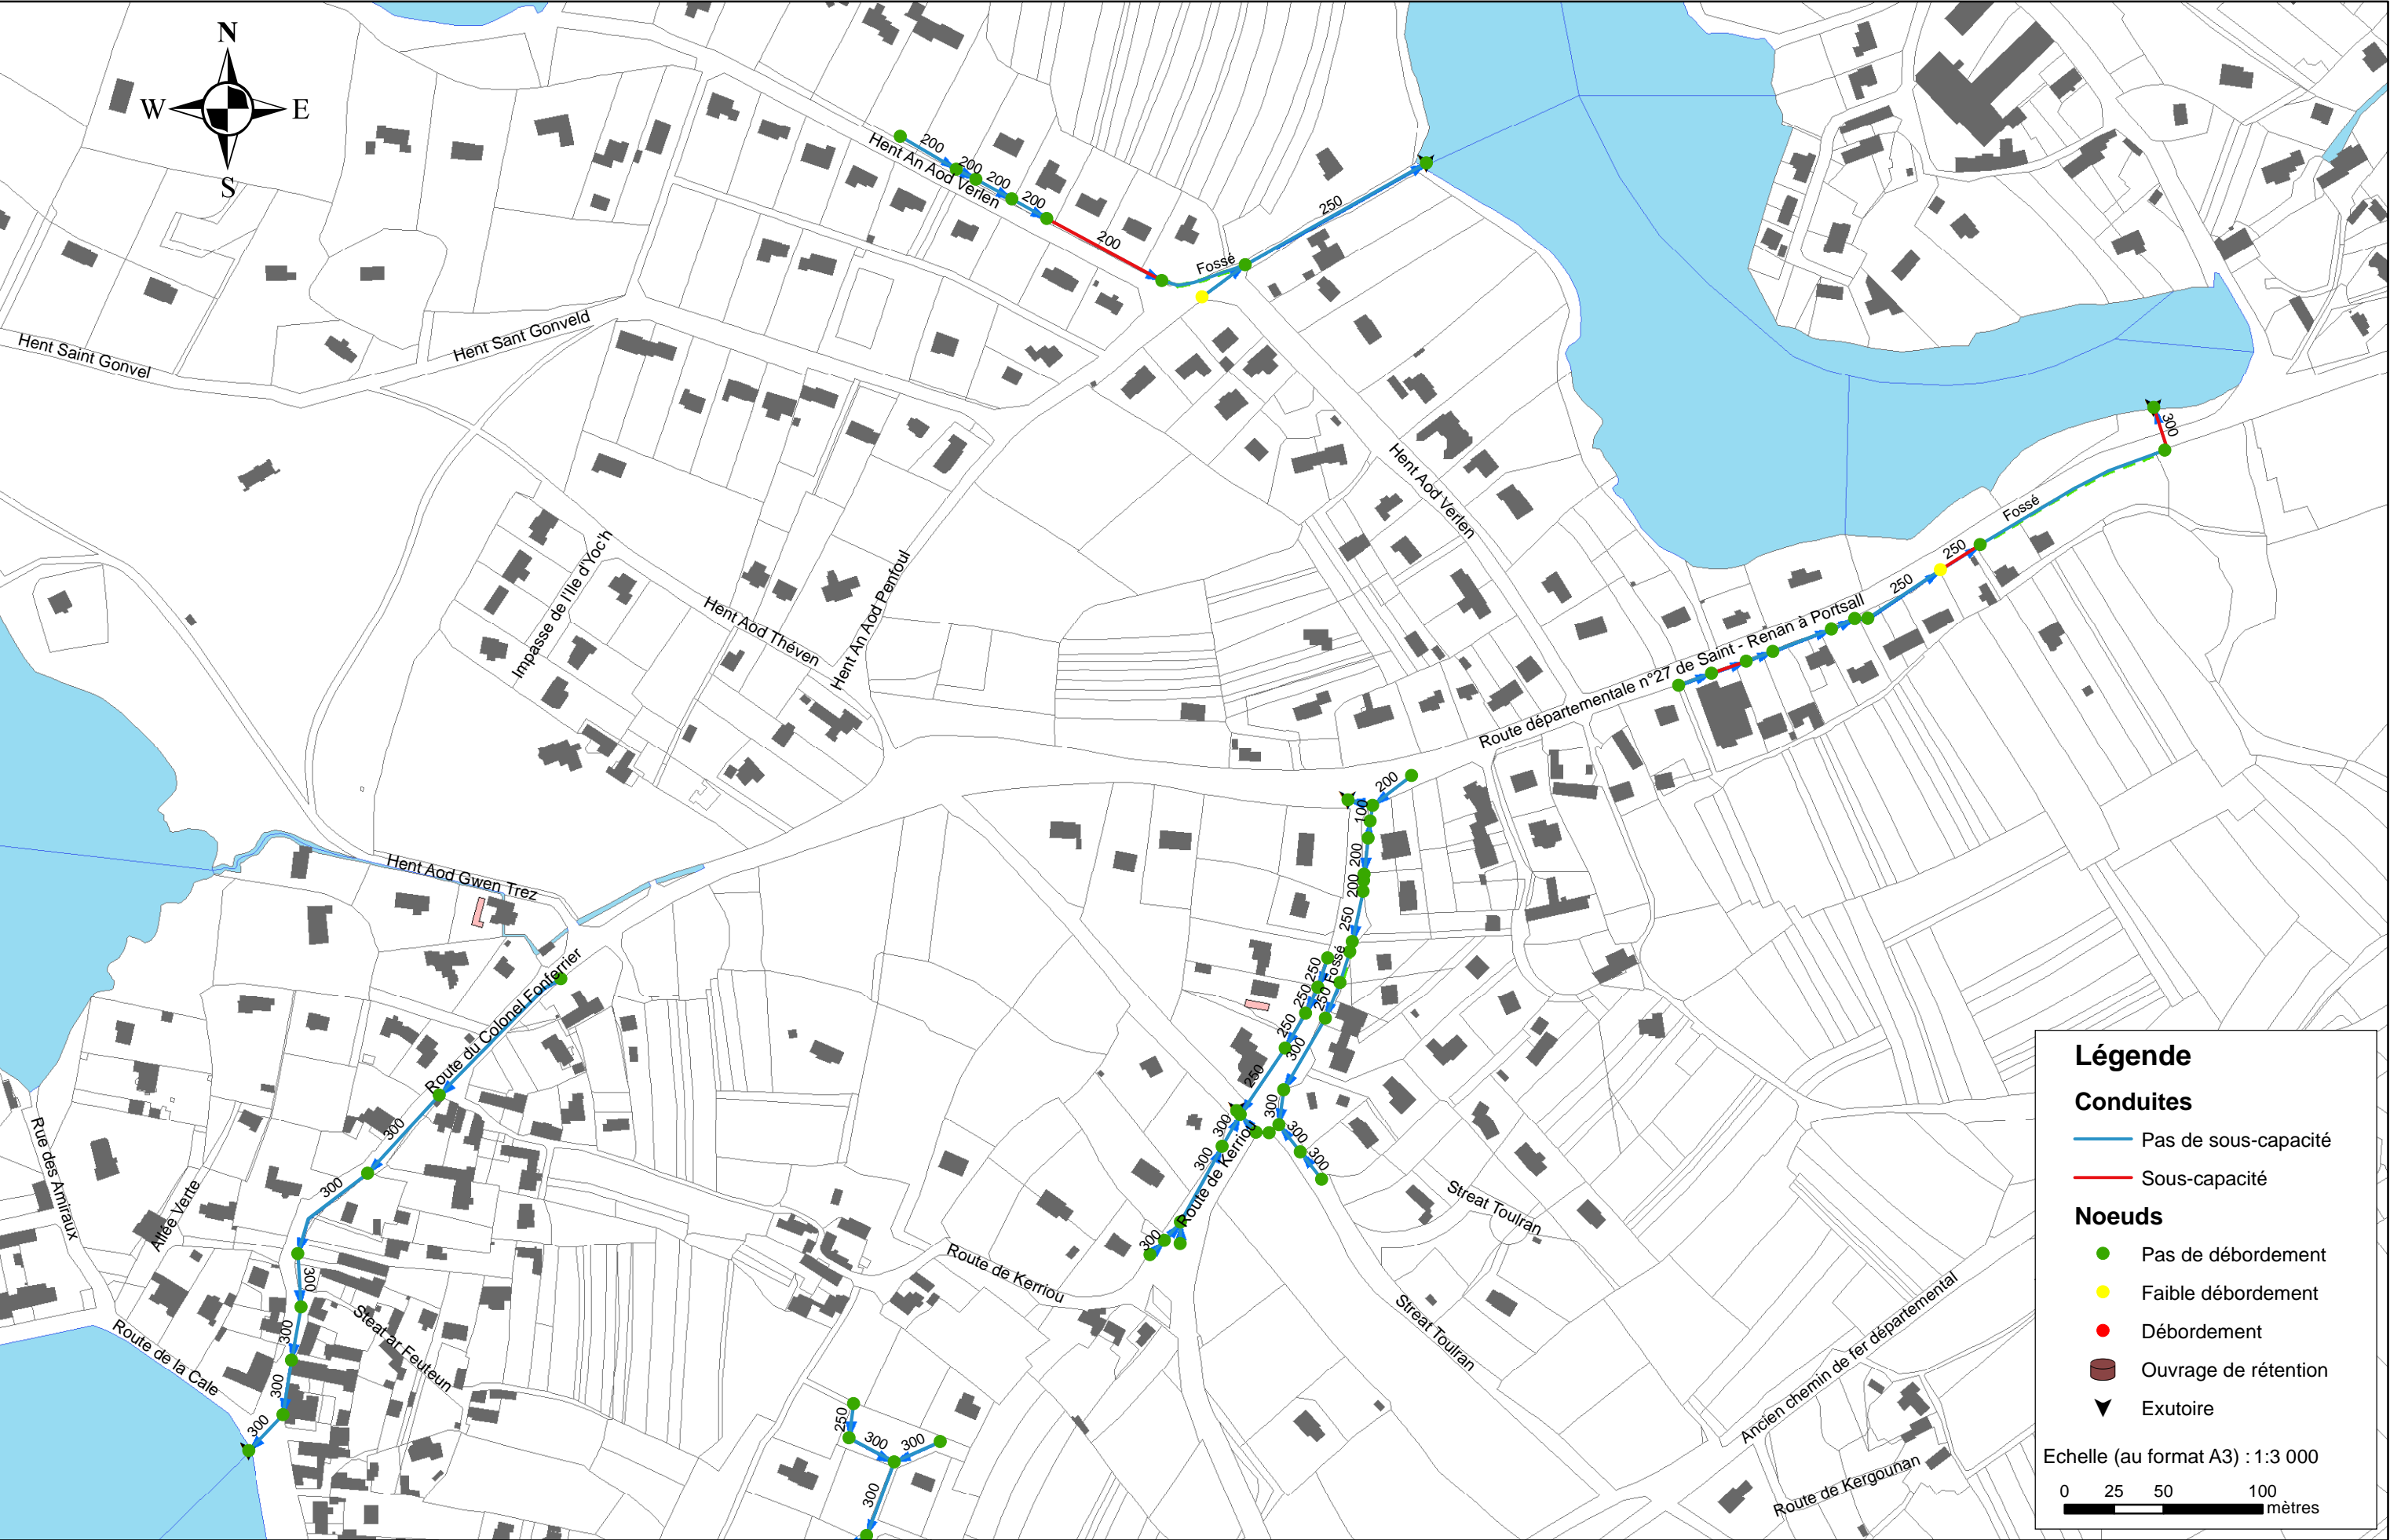 N
W
E
S
200
Hent An Aod Verlen
200
200
200
200
Fossé
250
Hent Saint Gonvel
Hent Sant Gonveld
300
Hent Aod Verlen
Fossé
250
250
Impasse de l'Ile d'Yoc'h
Hent Aod Theven
Hent An Aod Penfoul
Route départementale n°27 de Saint - Renan à Portsall
200
100
200
200
250
Fossé
250
250
250
250
300
250
300
300
300
300
300
300
Route de Kerriou
Hent Aod Gwen Trez
Route du Colonel Fonferrier
300
300
300
300
300
300
Rue des Amiraux
Allée Verte
Route de la Cale
Steat ar Feuteun
Route de Kerriou
Streat Toulran
Streat Toulran
250
300
300
300
Ancien chemin de fer départemental
Route de Kergounan
Légende
Conduites
Pas de sous-capacité
Sous-capacité
Noeuds
Pas de débordement
Faible débordement
Débordement
Ouvrage de rétention
Exutoire
Echelle (au format A3) : 1:3 000
0 25 50 100
mètres